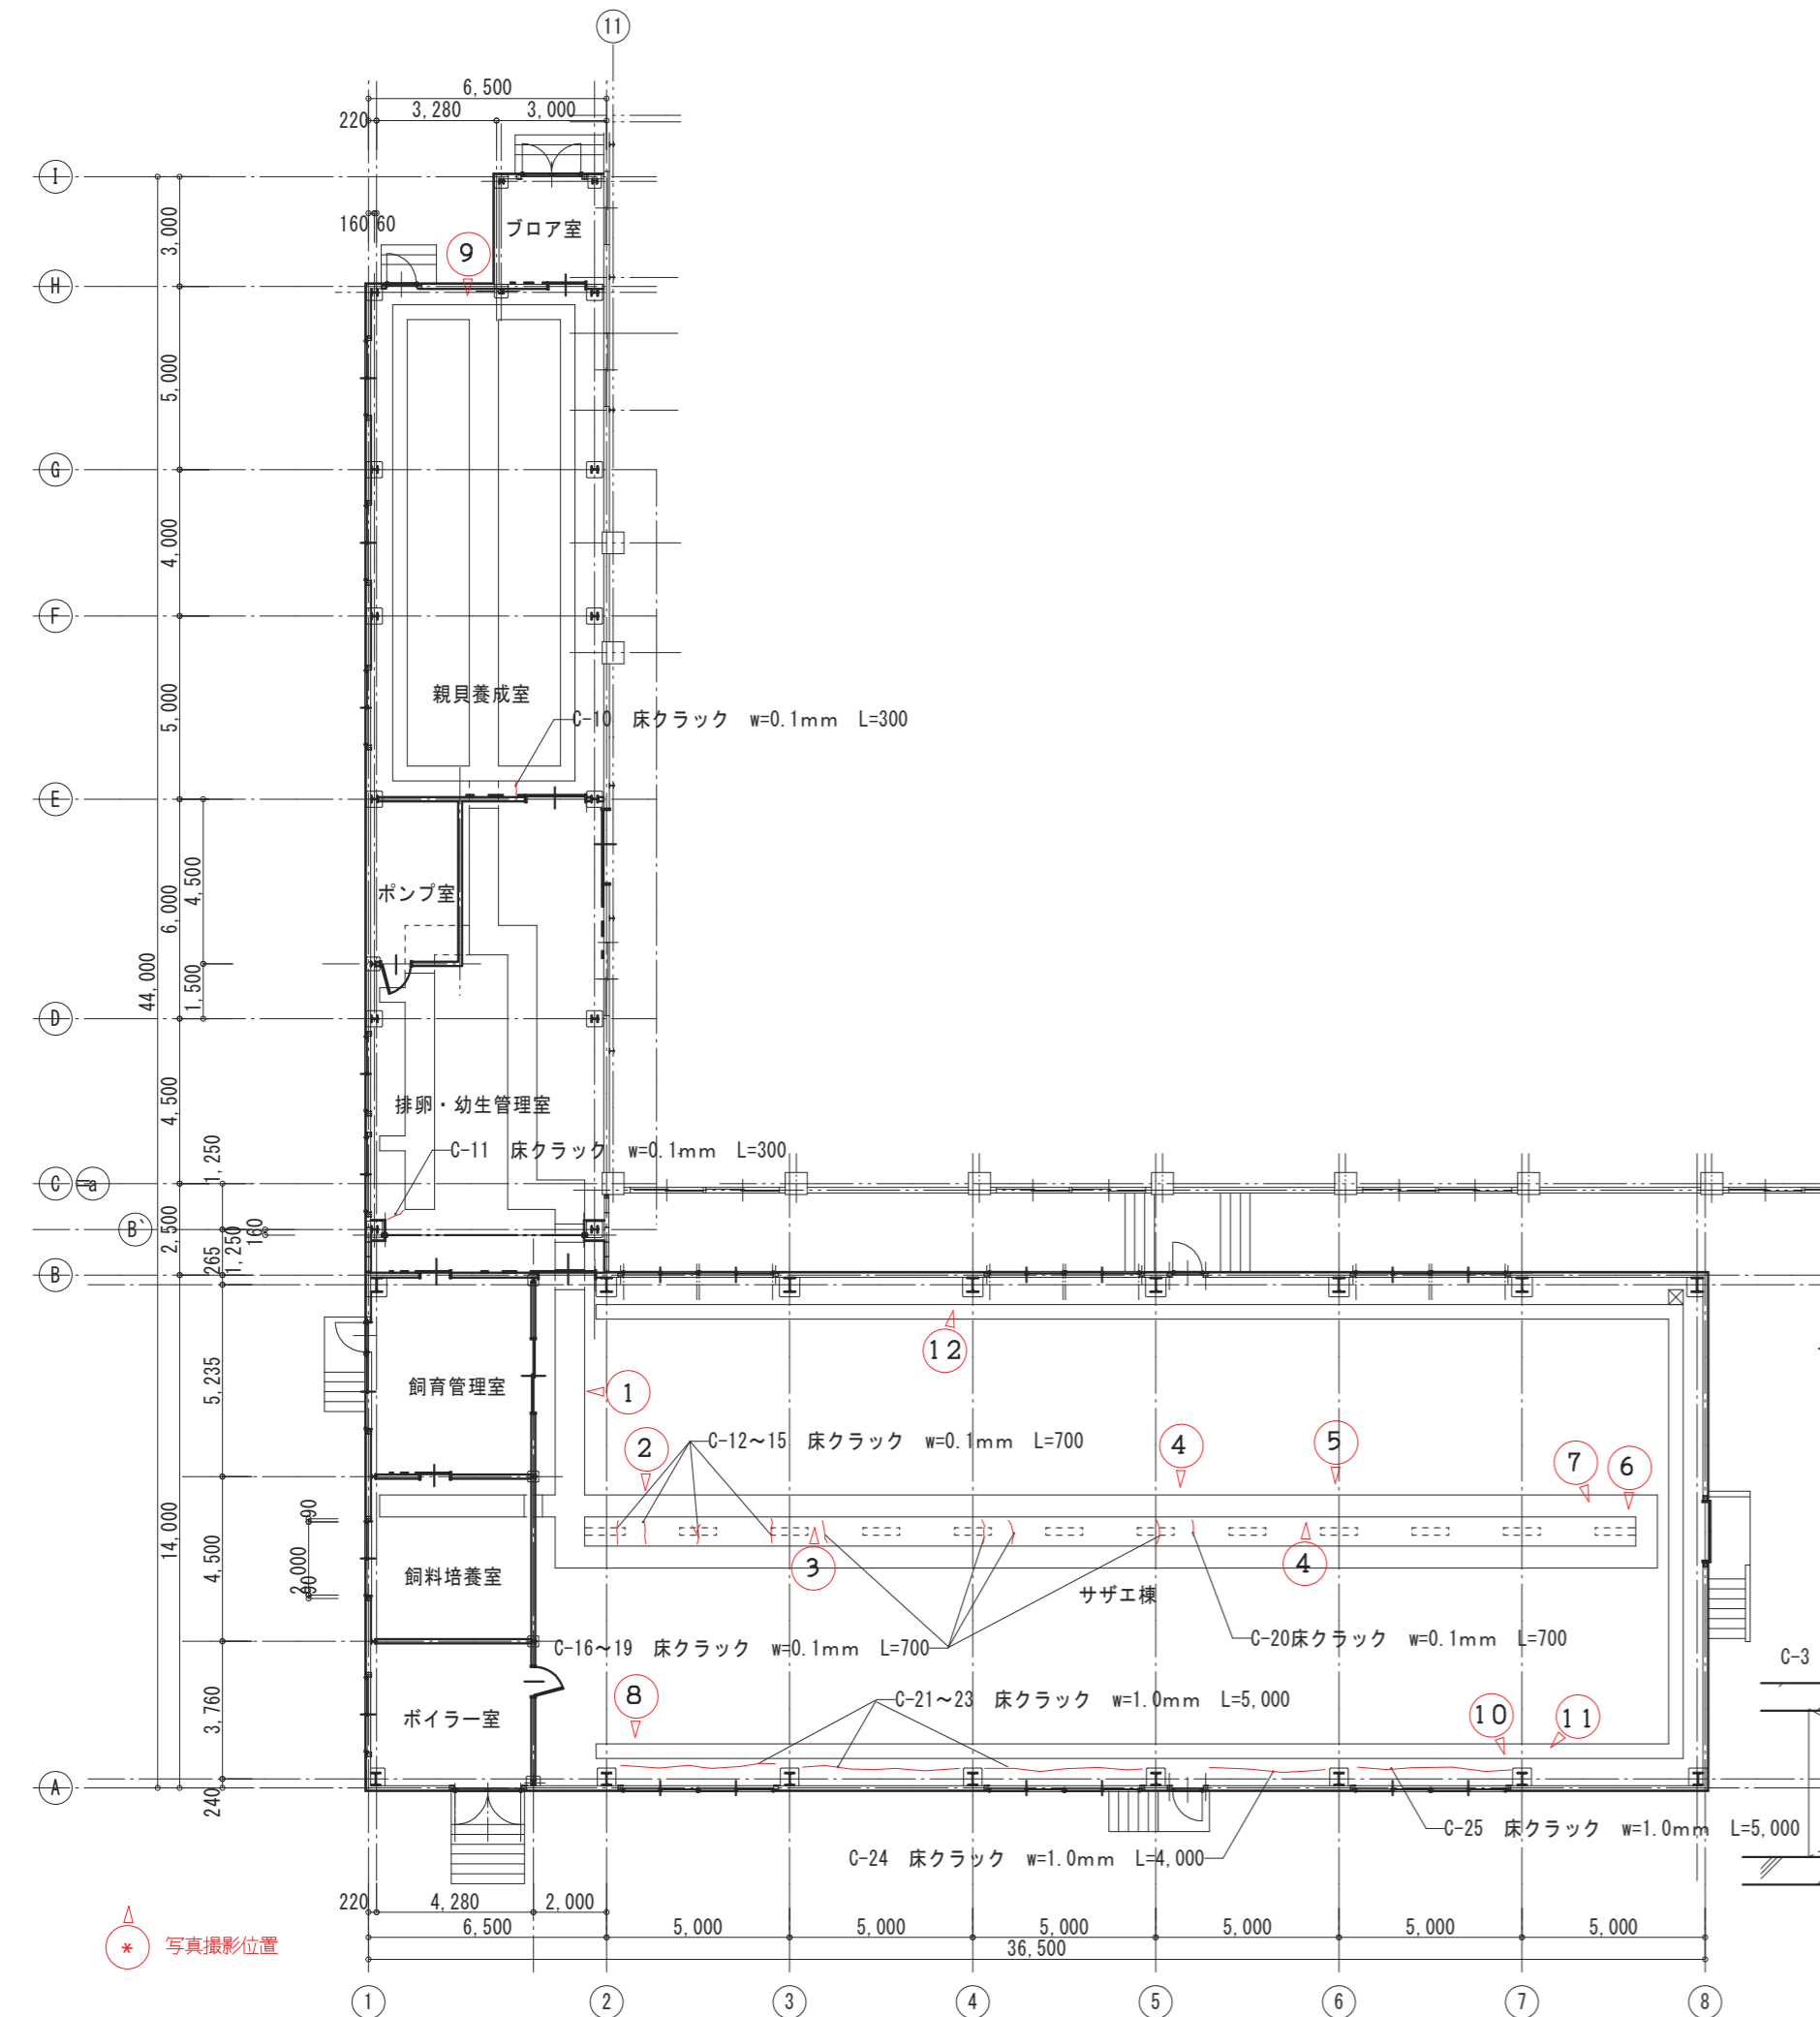 11
6,500
220 3,280 3,000
I
160 60
ブロア室
3,000
9
H
5,000
G
4,000
F
5,000
親貝養成室
C-10 床クラック w=0.1mm L=300
E
ポンプ室
4,500
6,000
44,000
1,500
D
4,500
排卵・幼生管理室
C-11 床クラック w=0.1mm L=300
1,250
C
B`
2,500
1,250
160
265
B
12
飼育管理室
1
5,235
C-12~15 床クラック w=0.1mm L=700
2
4
5
7
6
14,000
90
2,000
90
4,500
飼料培養室
3
4
サザエ棟
C-16~19 床クラック w=0.1mm L=700
C-20床クラック w=0.1mm L=700
C-3
3,760
ボイラー室
8
C-21~23 床クラック w=1.0mm L=5,000
10
11
A
240
C-25 床クラック w=1.0mm L=5,000
C-24 床クラック w=1.0mm L=4,000
220 4,280 2,000
6,500 5,000 5,000 5,000 5,000 5,000 5,000
36,500
* 写真撮影位置
1 2 3 4 5 6 7 8